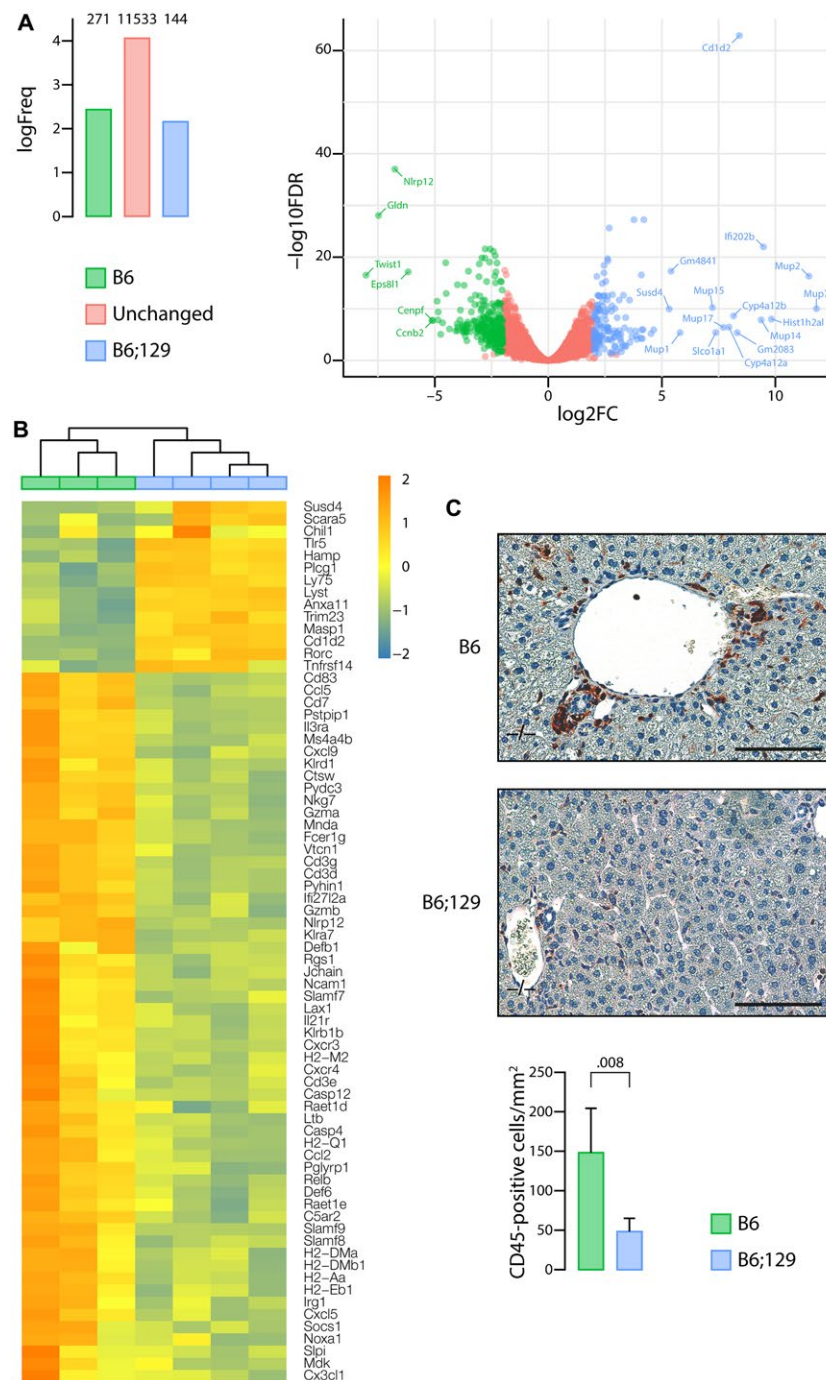 A
271 11533 144
4
3
2
1
0
logFreq
B6
Unchanged
B6;129
60
40
20
0
−log10FDR
−5
0
5
10
log2FC
Cd1d2
Nlrp12
Gldn
Twist1
Eps8l1
Cenpf
Ccnb2
Ifi202b
Gm4841
Mup2
Susd4
Mup15
Cyp4a12b
Mup17
Hist1h2al
Mup14
Mup1
Slco1a1
Gm2083
Cyp4a12a
B
2
1
0
−1
−2
Susd4
Scara5
Chil1
Tlr5
Hamp
Plcg1
Ly75
Lyst
Anxa11
Trim23
Masp1
Cd1d2
Rorc
Tnfrsf14
Cd83
Ccl5
Cd7
Pstpip1
Il3ra
Ms4a4b
Cxcl9
Klrd1
Ctsw
Pydc3
Nkg7
Gzma
Mnda
Fcer1g
Vtcn1
Cd3g
Cd3d
Pyhin1
Ifi27l2a
Gzmb
Nlrp12
Klra7
Defb1
Rgs1
Jchain
Ncam1
Slamf7
Lax1
Il21r
Klrb1b
Cxcr3
H2−M2
Cxcr4
Cd3e
Casp12
Raet1d
Ltb
Casp4
H2−Q1
Ccl2
Pglyrp1
Relb
Def6
Raet1e
C5ar2
Slamf9
Slamf8
H2−DMa
H2−DMb1
H2−Aa
H2−Eb1
Irg1
Cxcl5
Socs1
Noxa1
Slpi
Mdk
Cx3cl1
C
B6
−/−
B6;129
−/−
.008
250
200
150
100
50
0
CD45-positive cells/mm²
B6
B6;129